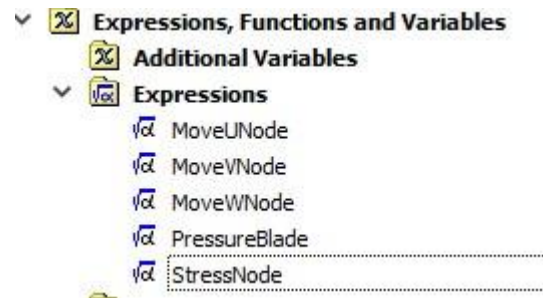 Expressions, Functions and Variables
Additional Variables
Expressions
MoveUNode
MoveVNode
MoveWNode
PressureBlade
StressNode